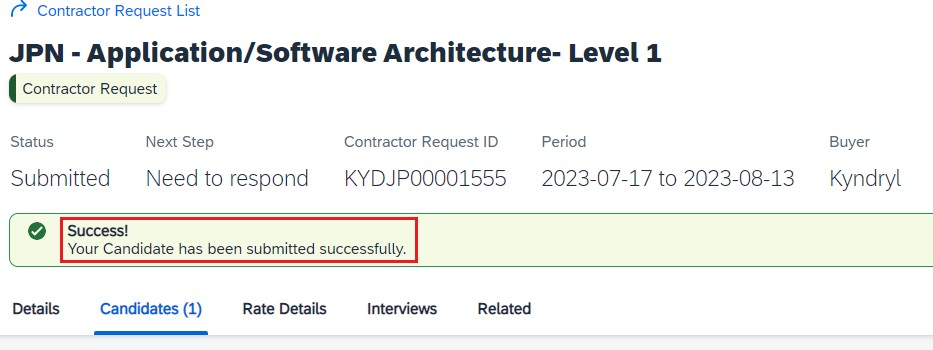 Contractor Request List
JPN - Application/Software Architecture- Level 1
Contractor Request
Status Next Step Contractor Request ID Period Buyer
Submitted Need to respond KYDJP00001555 2023-07-17 to 2023-08-13 Kyndryl
Success!
Your Candidate has been submitted successfully.
Details Candidates (1) Rate Details Interviews Related